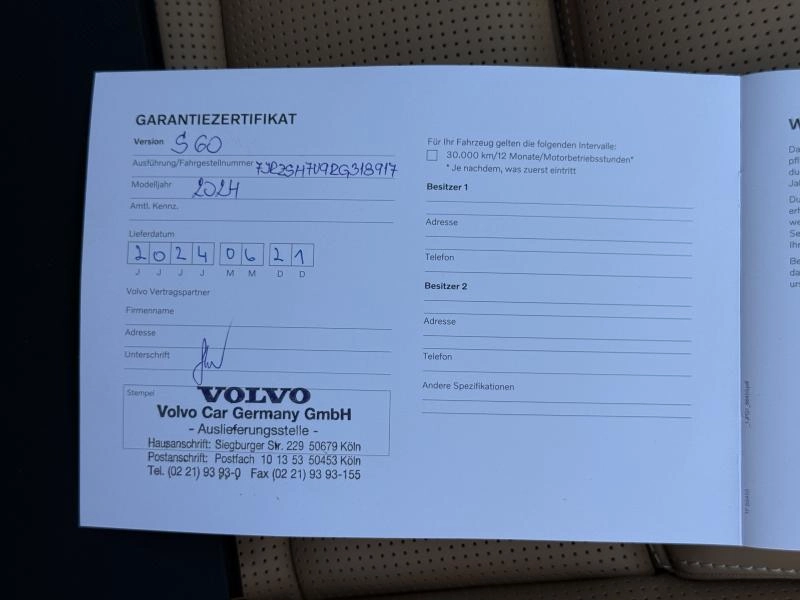 GARANTIEZERTIFIKAT
Version S60
Ausführung/Fahrgestellnummer 7JRZSH7V9RG318917
Modelljahr 2024
Amtl. Kennz.
Lieferdatum
2 0 2 4 0 6 2 1
J J J J M M D D
Volvo Vertragspartner
Firmenname
Adresse
Unterschrift
Stempel
VOLVO
Volvo Car Germany GmbH
- Auslieferungsstelle -
Hausanschrift: Siegburger Str. 229 50679 Köln
Postanschrift: Postfach 10 13 53 50453 Köln
Tel. (02 21) 93 93-0 Fax (02 21) 93 93-155
Für Ihr Fahrzeug gelten die folgenden Intervalle:
30.000 km/12 Monate/Motorbetriebsstunden*
* Je nachdem, was zuerst eintritt
Besitzer 1
Adresse
Telefon
Besitzer 2
Adresse
Telefon
Andere Spezifikationen